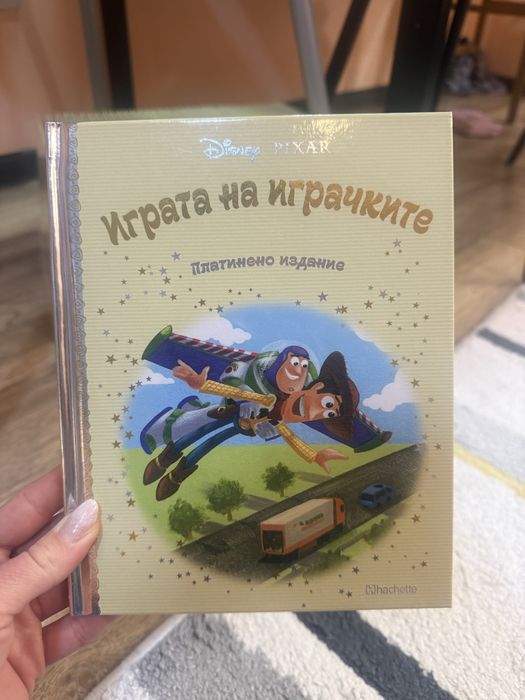 Disney PIXAR
Играта на играчките
Платинено издание
hachette